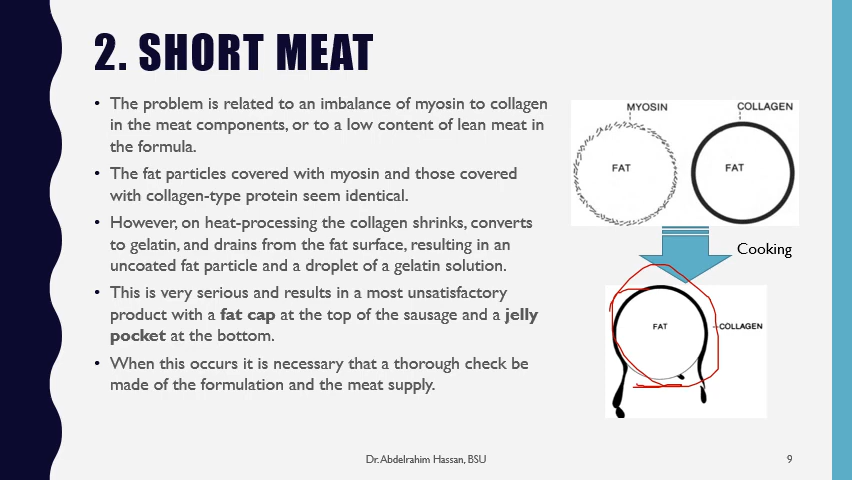 2. SHORT MEAT
• The problem is related to an imbalance of myosin to collagen
in the meat components, or to a low content of lean meat in
the formula.
• The fat particles covered with myosin and those covered
with collagen-type protein seem identical.
• However, on heat-processing the collagen shrinks, converts
to gelatin, and drains from the fat surface, resulting in an
uncoated fat particle and a droplet of a gelatin solution.
• This is very serious and results in a most unsatisfactory
product with a fat cap at the top of the sausage and a jelly
pocket at the bottom.
• When this occurs it is necessary that a thorough check be
made of the formulation and the meat supply.
MYOSIN
COLLAGEN
FAT
FAT
Cooking
FAT
COLLAGEN
Dr. Abdelrahim Hassan, BSU
9